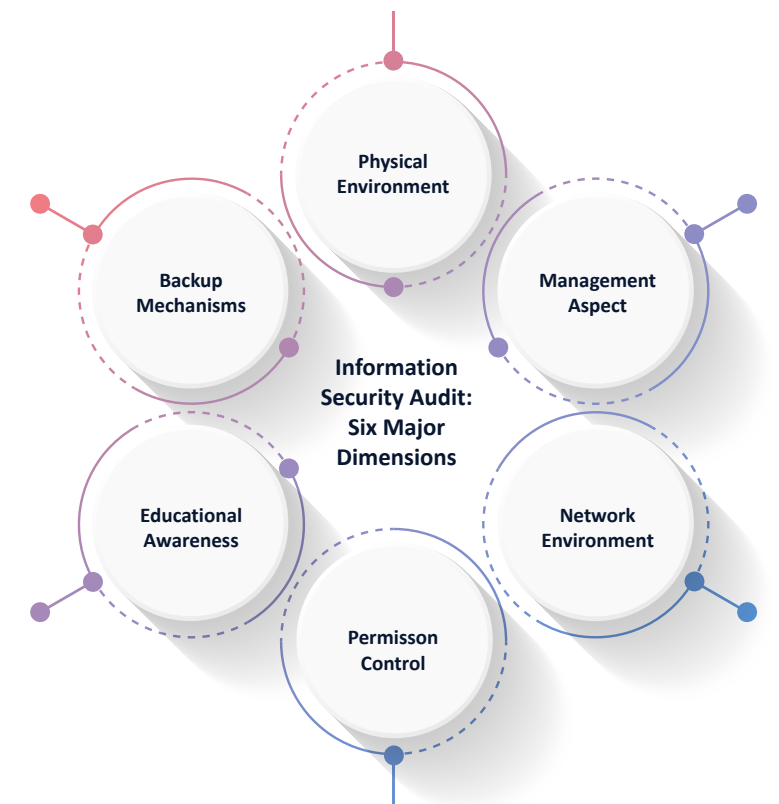 Physical
Environment
Backup
Mechanisms
Management
Aspect
Information
Security Audit:
Six Major
Dimensions
Educational
Awareness
Network
Environment
Permisson
Control